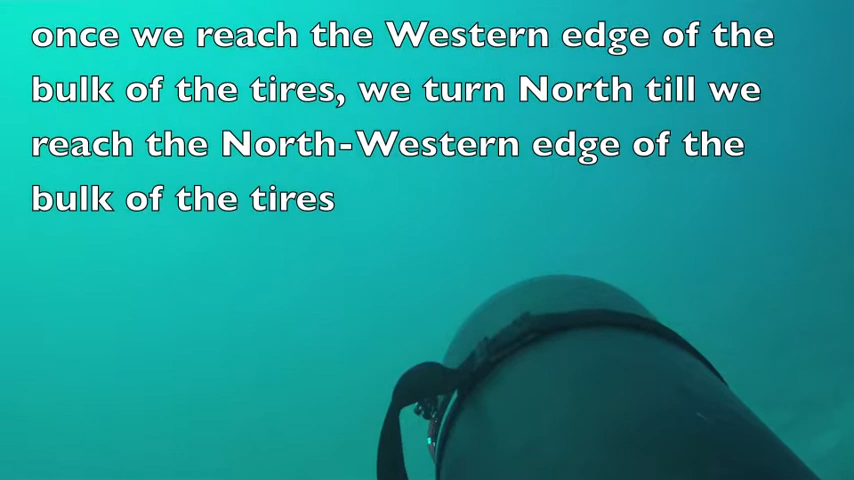 once we reach the Western edge of the
bulk of the tires, we turn North till we
reach the North-Western edge of the
bulk of the tires